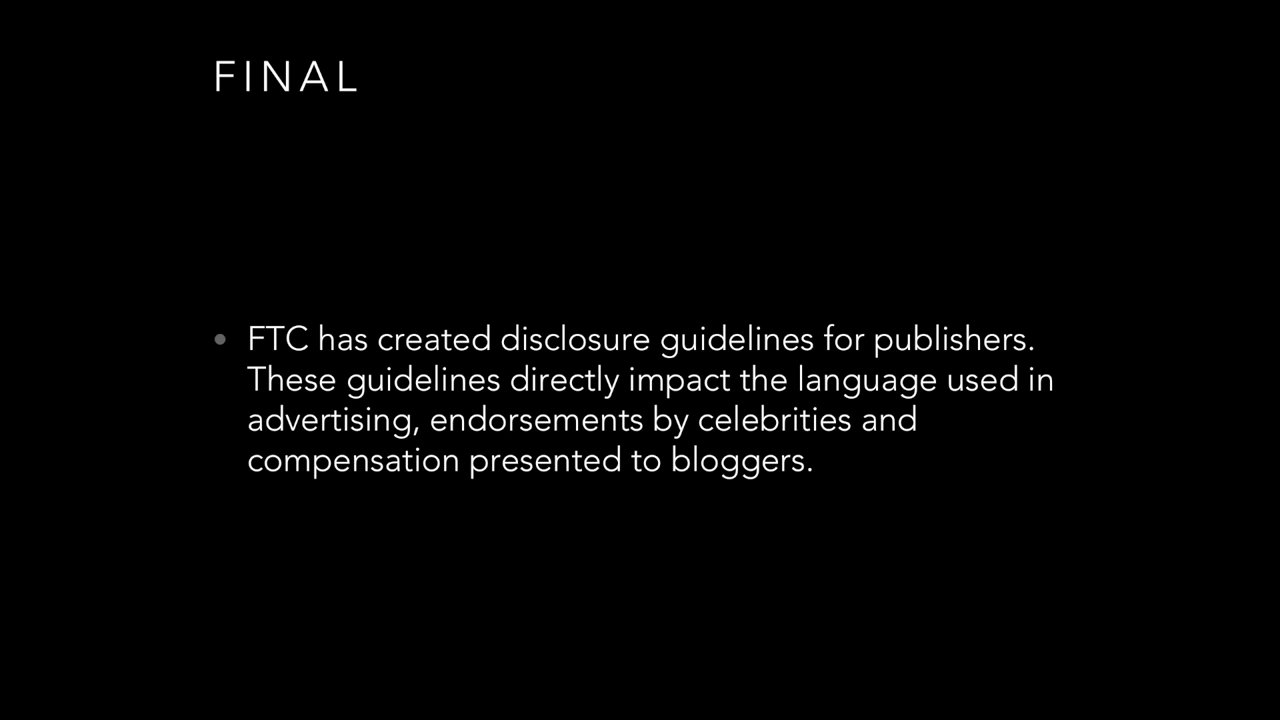 FINAL
• FTC has created disclosure guidelines for publishers.
These guidelines directly impact the language used in
advertising, endorsements by celebrities and
compensation presented to bloggers.